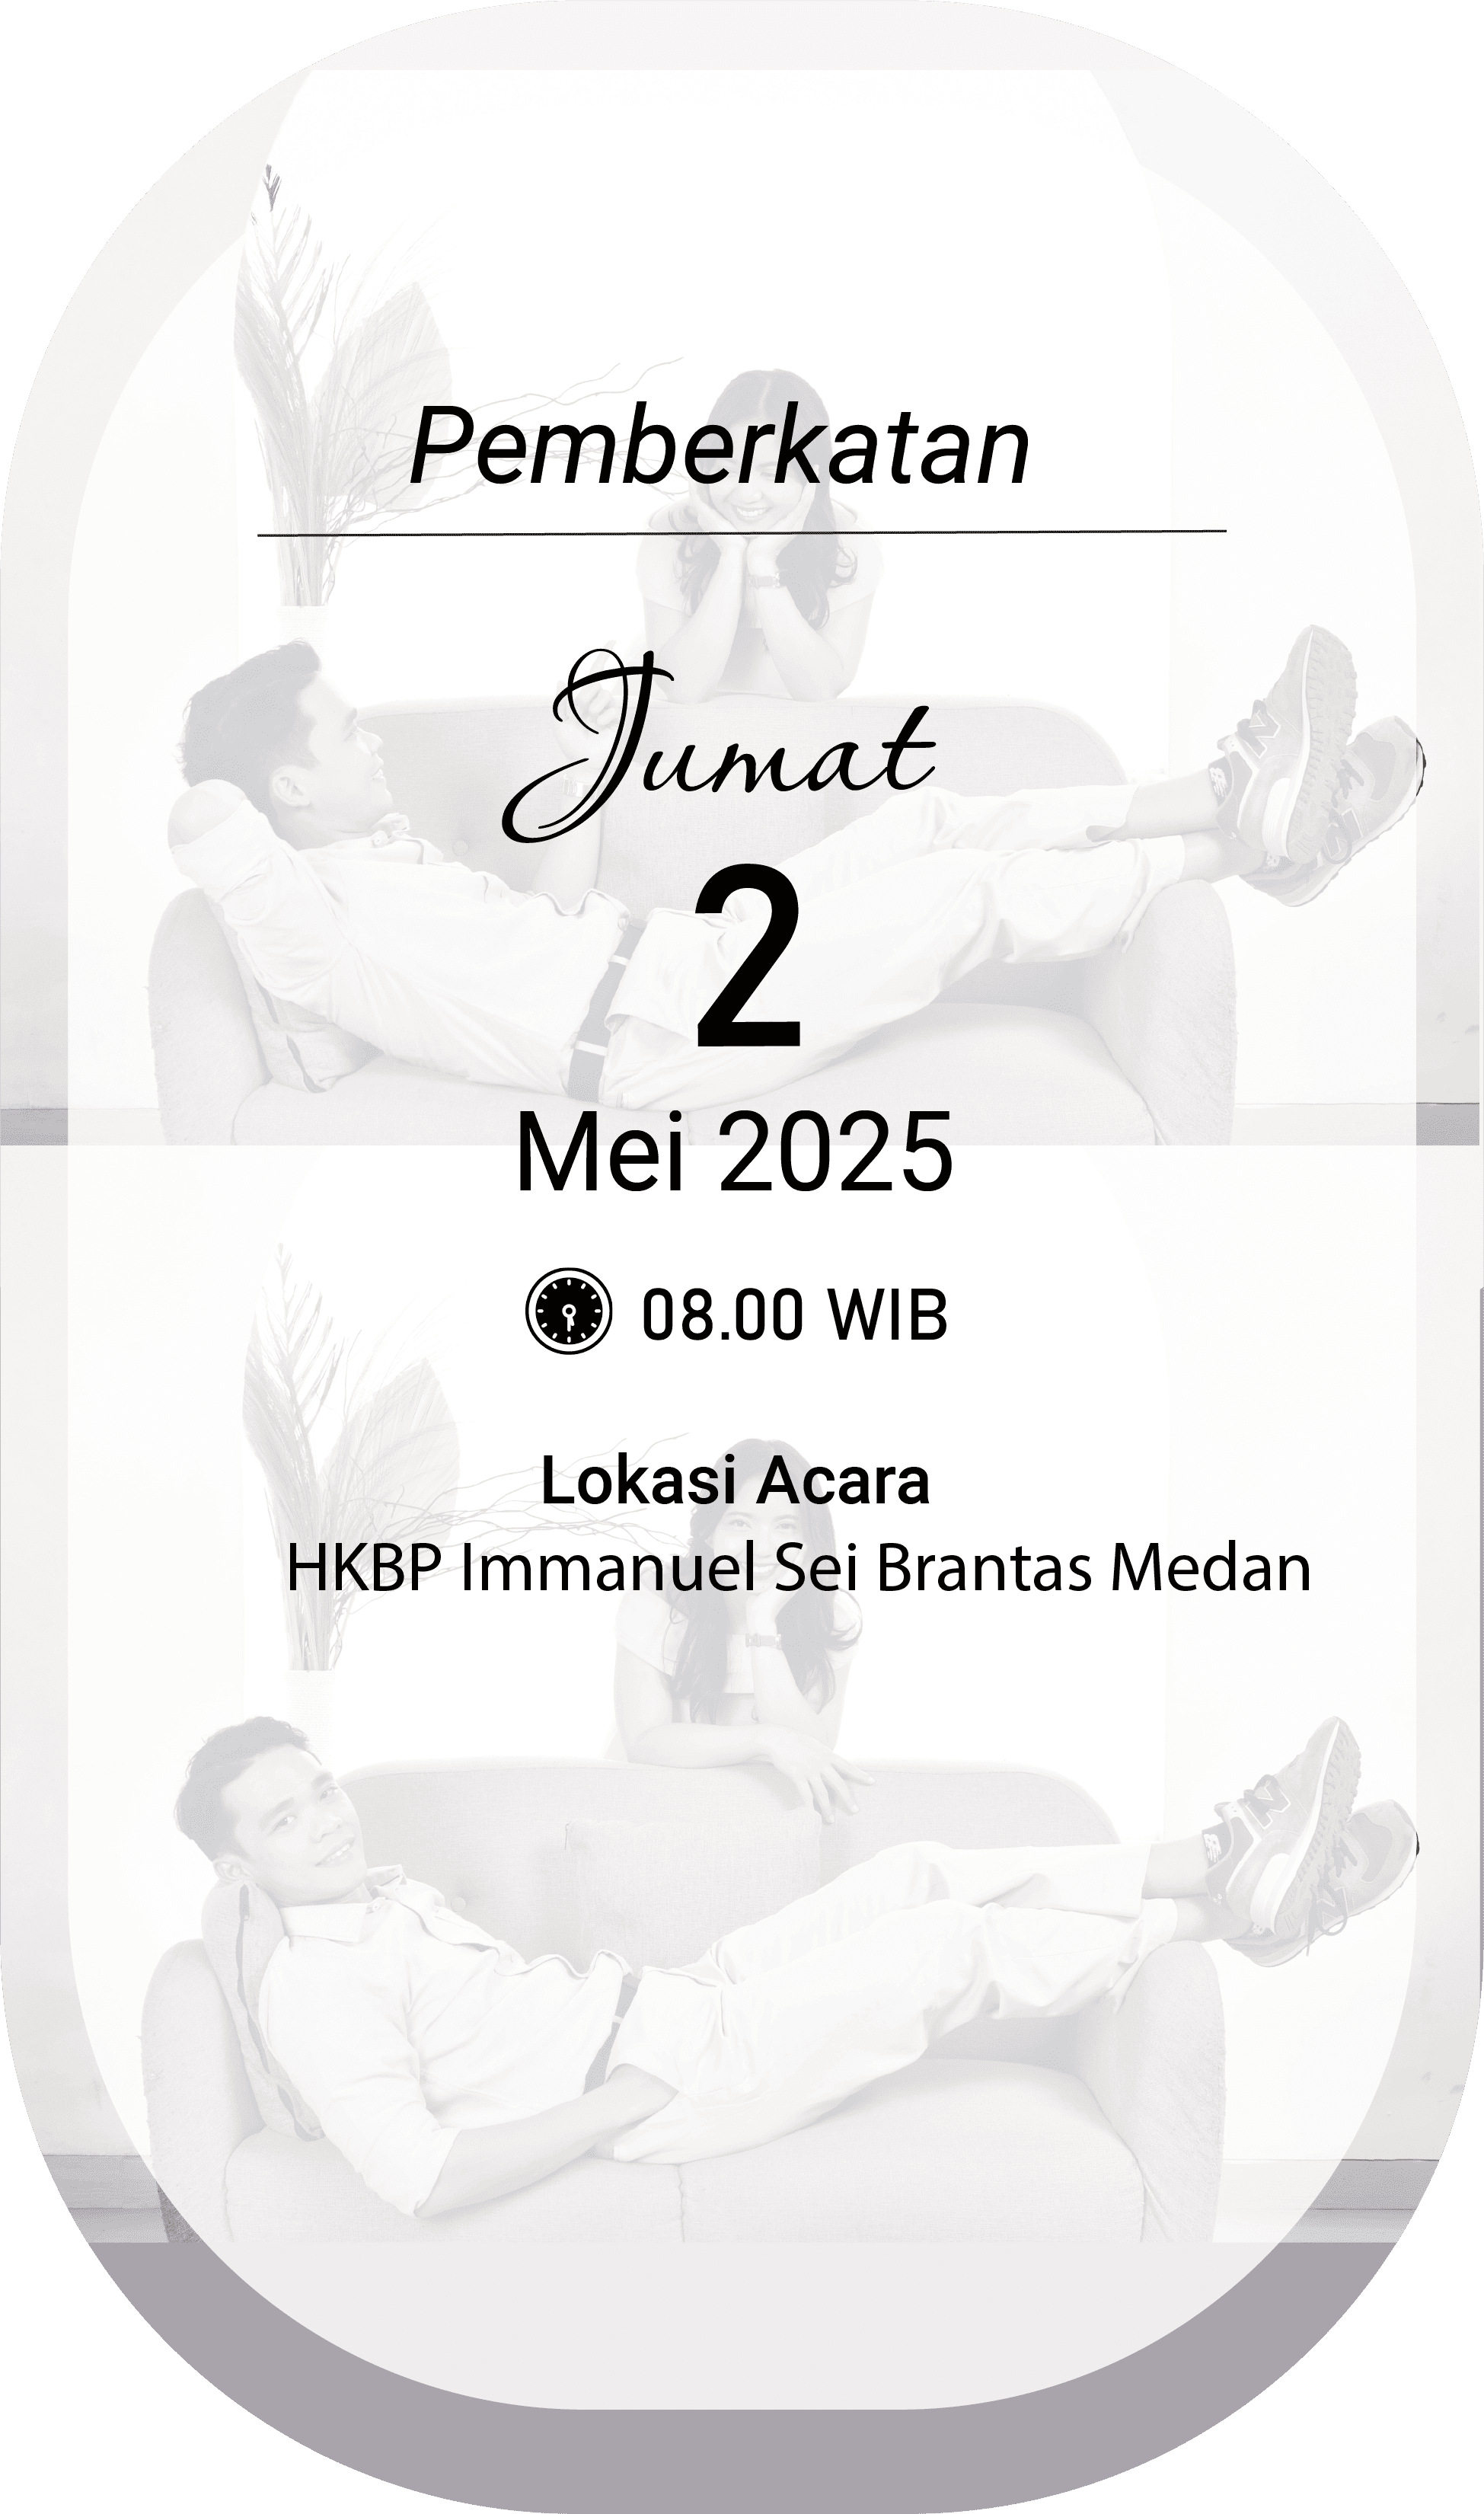 Pemberkatan
Jumat
2
Mei 2025
08.00 WIB
Lokasi Acara
HKBP Immanuel Sei Brantas Medan